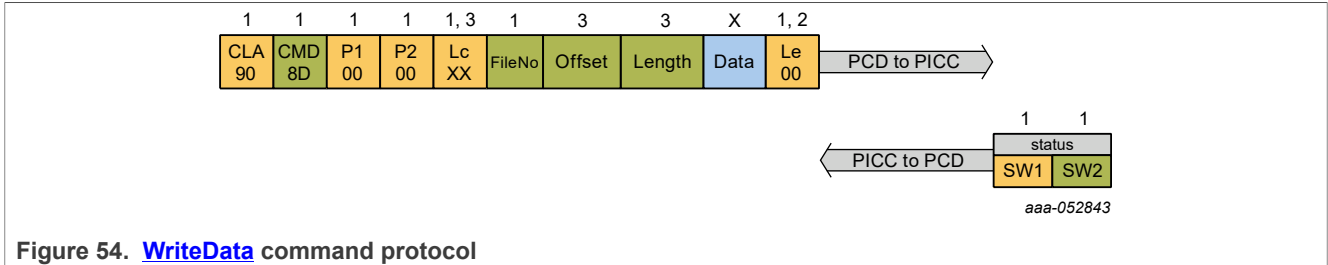 1 1 1 1 1, 3 1 3 3 X 1, 2
CLA CMD P1 P2 Lc FileNo Offset Length Data Le
90 8D 00 00 XX 00
PCD to PICC
1 1
status
PICC to PCD
SW1 SW2
aaa-052843
Figure 54. WriteData command protocol